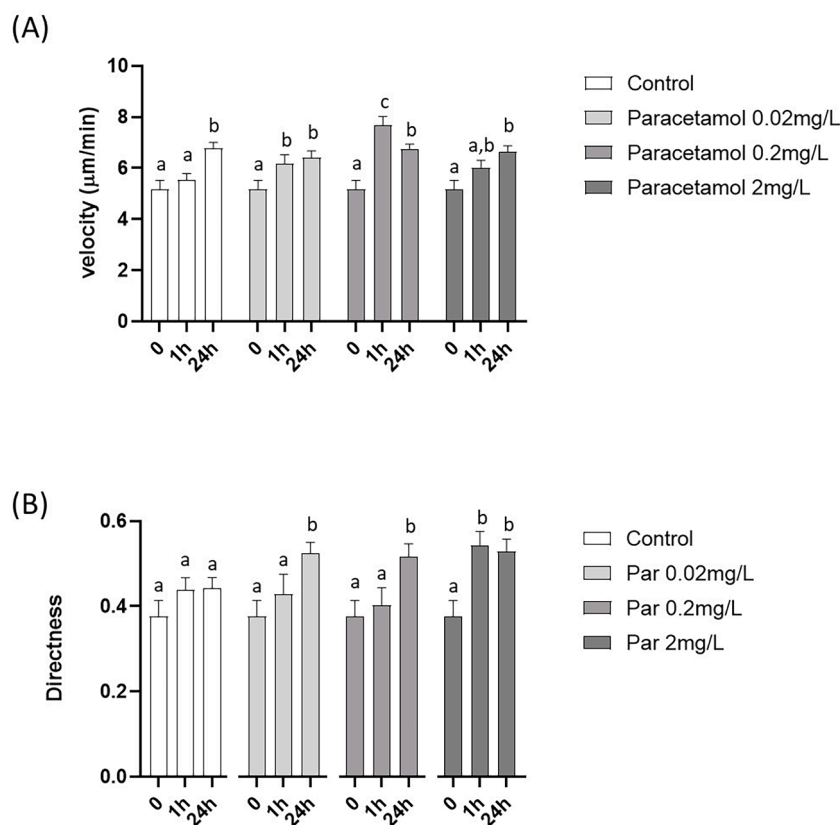 (A)
velocity (μm/min)
10
8
6
4
2
0
a a b
a b b
a c b
a a,b b
0 1h 24h
0 1h 24h
0 1h 24h
0 1h 24h
Control
Paracetamol 0.02mg/L
Paracetamol 0.2mg/L
Paracetamol 2mg/L
(B)
Directness
0.6
0.4
0.2
0.0
a a a
a a b
a a b
a b b
0 1h 24h
0 1h 24h
0 1h 24h
0 1h 24h
Control
Par 0.02mg/L
Par 0.2mg/L
Par 2mg/L